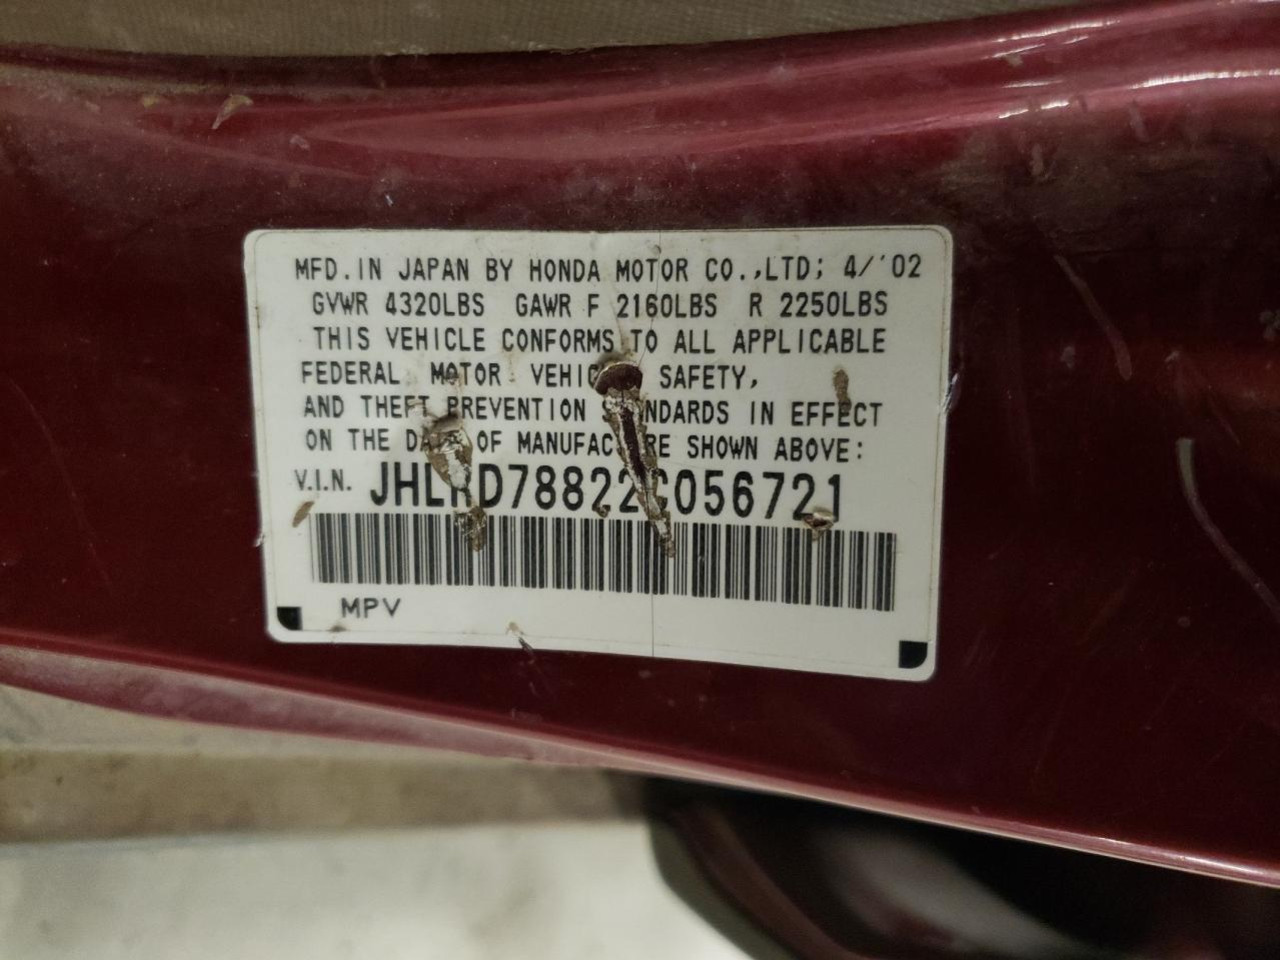 MFD.IN JAPAN BY HONDA MOTOR CO.,LTD; 4/'02
GVWR 4320LBS GAWR F 2160LBS R 2250LBS
THIS VEHICLE CONFORMS TO ALL APPLICABLE
FEDERAL MOTOR VEHICLE SAFETY,
AND THEFT PREVENTION STANDARDS IN EFFECT
ON THE DATE OF MANUFACTURE SHOWN ABOVE:
V.I.N. JHLRD78822C056721
MPV